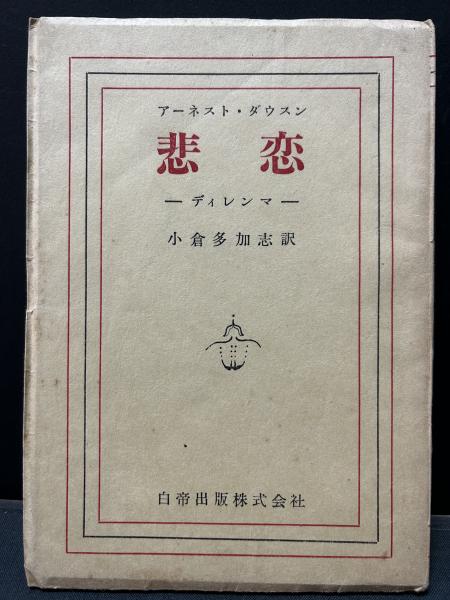 アーネスト・ダウスン
悲恋
―ディレンマ―
小倉多加志訳
白帝出版株式会社